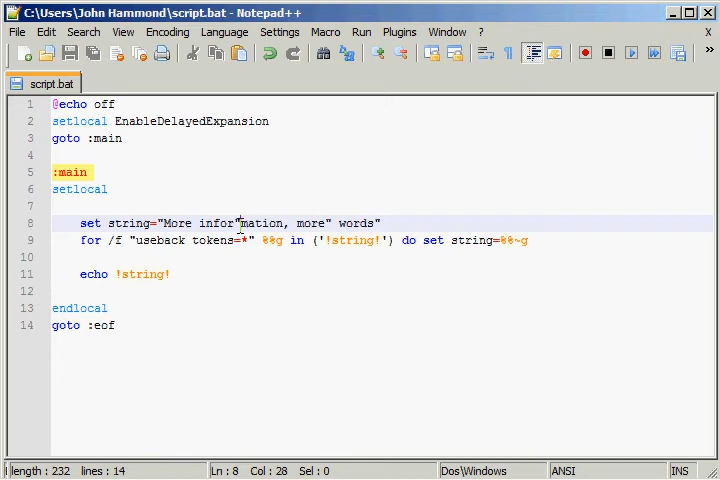 C:\Users\John Hammond\script.bat - Notepad++
File Edit Search View Encoding Language Settings Macro Run Plugins Window ? X
script.bat
1 @echo off
2 setlocal EnableDelayedExpansion
3 goto :main
4
5 :main
6 setlocal
7
8 set string="More infor"mation, more" words"
9 for /f "useback tokens=*" %%g in ('!string!') do set string=%%~g
10
11 echo !string!
12
13 endlocal
14 goto :eof
length : 232 lines : 14 Ln : 8 Col : 28 Sel : 0 Dos\Windows ANSI INS